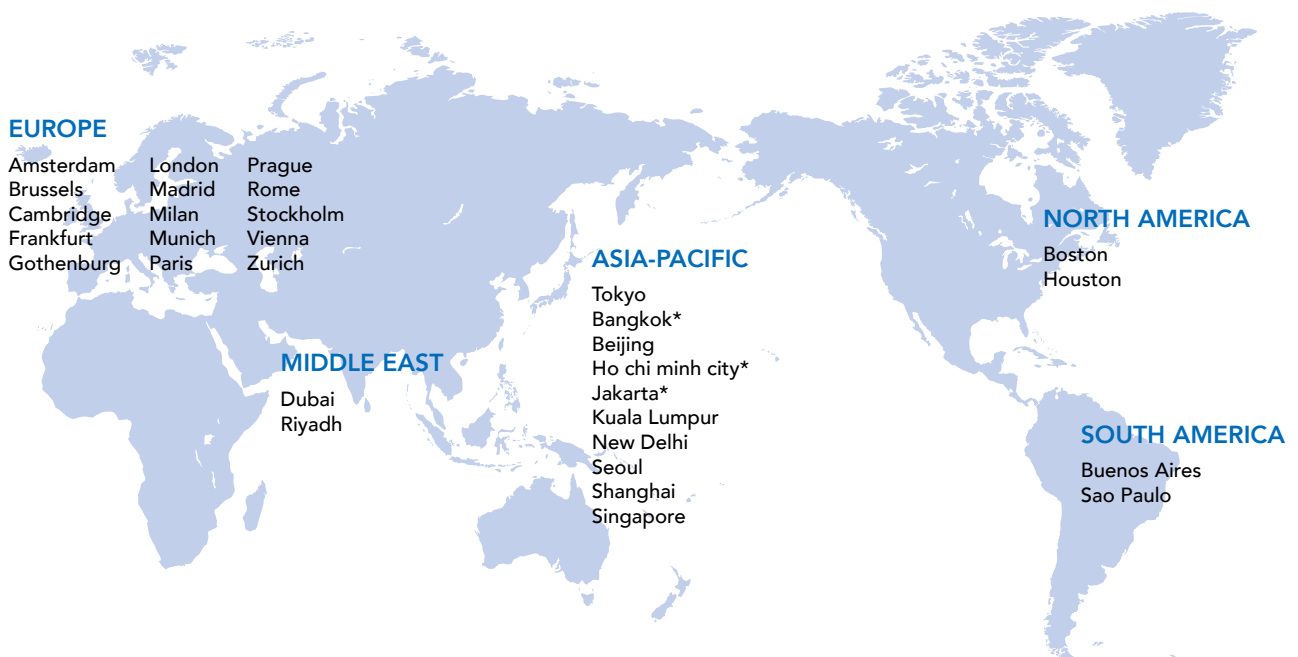 EUROPE
Amsterdam
Brussels
Cambridge
Frankfurt
Gothenburg
London
Madrid
Milan
Munich
Paris
Prague
Rome
Stockholm
Vienna
Zurich
MIDDLE EAST
Dubai
Riyadh
ASIA-PACIFIC
Tokyo
Bangkok*
Beijing
Ho chi minh city*
Jakarta*
Kuala Lumpur
New Delhi
Seoul
Shanghai
Singapore
NORTH AMERICA
Boston
Houston
SOUTH AMERICA
Buenos Aires
Sao Paulo